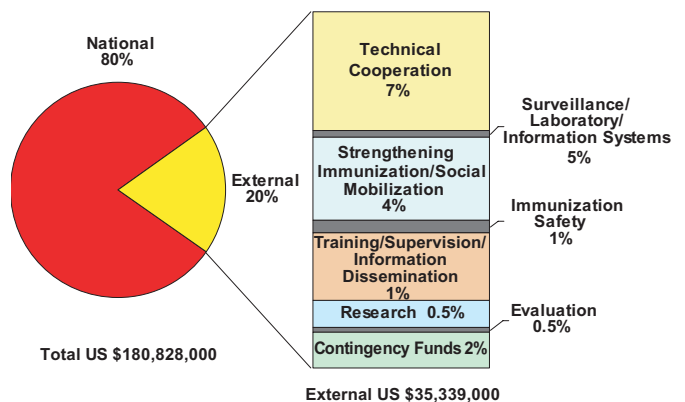 National
80%
External
20%
Total US $180,828,000
Technical
Cooperation
7%
Surveillance/
Laboratory/
Information Systems
5%
Strengthening
Immunization/Social
Mobilization
4%
Immunization
Safety
1%
Training/Supervision/
Information
Dissemination
1%
Research 0.5%
Evaluation
0.5%
Contingency Funds 2%
External US $35,339,000